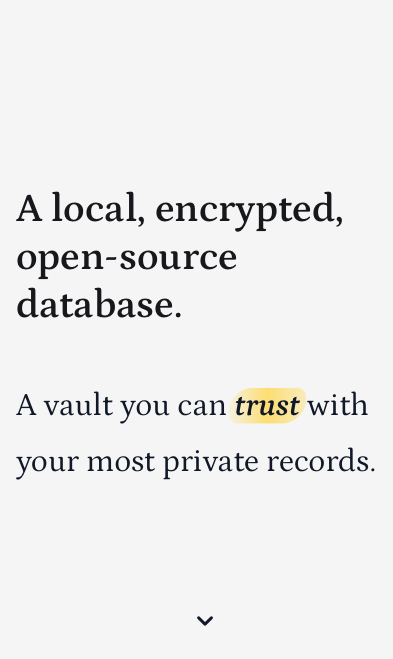 A local, encrypted,
open-source
database.
A vault you can trust with
your most private records.